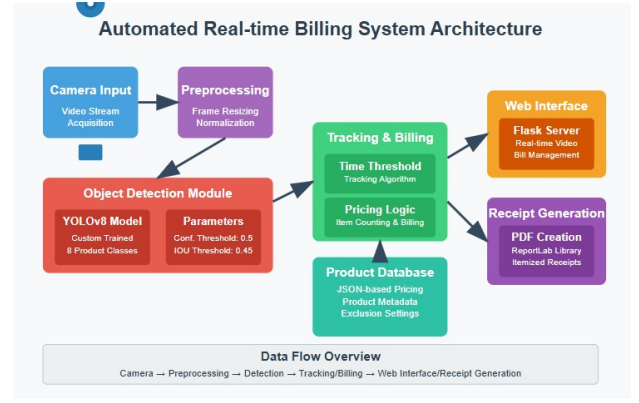 Automated Real-time Billing System Architecture
Camera Input
Video Stream
Acquisition
Preprocessing
Frame Resizing
Normalization
Object Detection Module
YOLOv8 Model
Custom Trained
8 Product Classes
Parameters
Conf. Threshold: 0.5
IOU Threshold: 0.45
Tracking & Billing
Time Threshold
Tracking Algorithm
Pricing Logic
Item Counting & Billing
Product Database
JSON-based Pricing
Product Metadata
Exclusion Settings
Web Interface
Flask Server
Real-time Video
Bill Management
Receipt Generation
PDF Creation
ReportLab Library
Itemized Receipts
Data Flow Overview
Camera → Preprocessing → Detection → Tracking/Billing → Web Interface/Receipt Generation